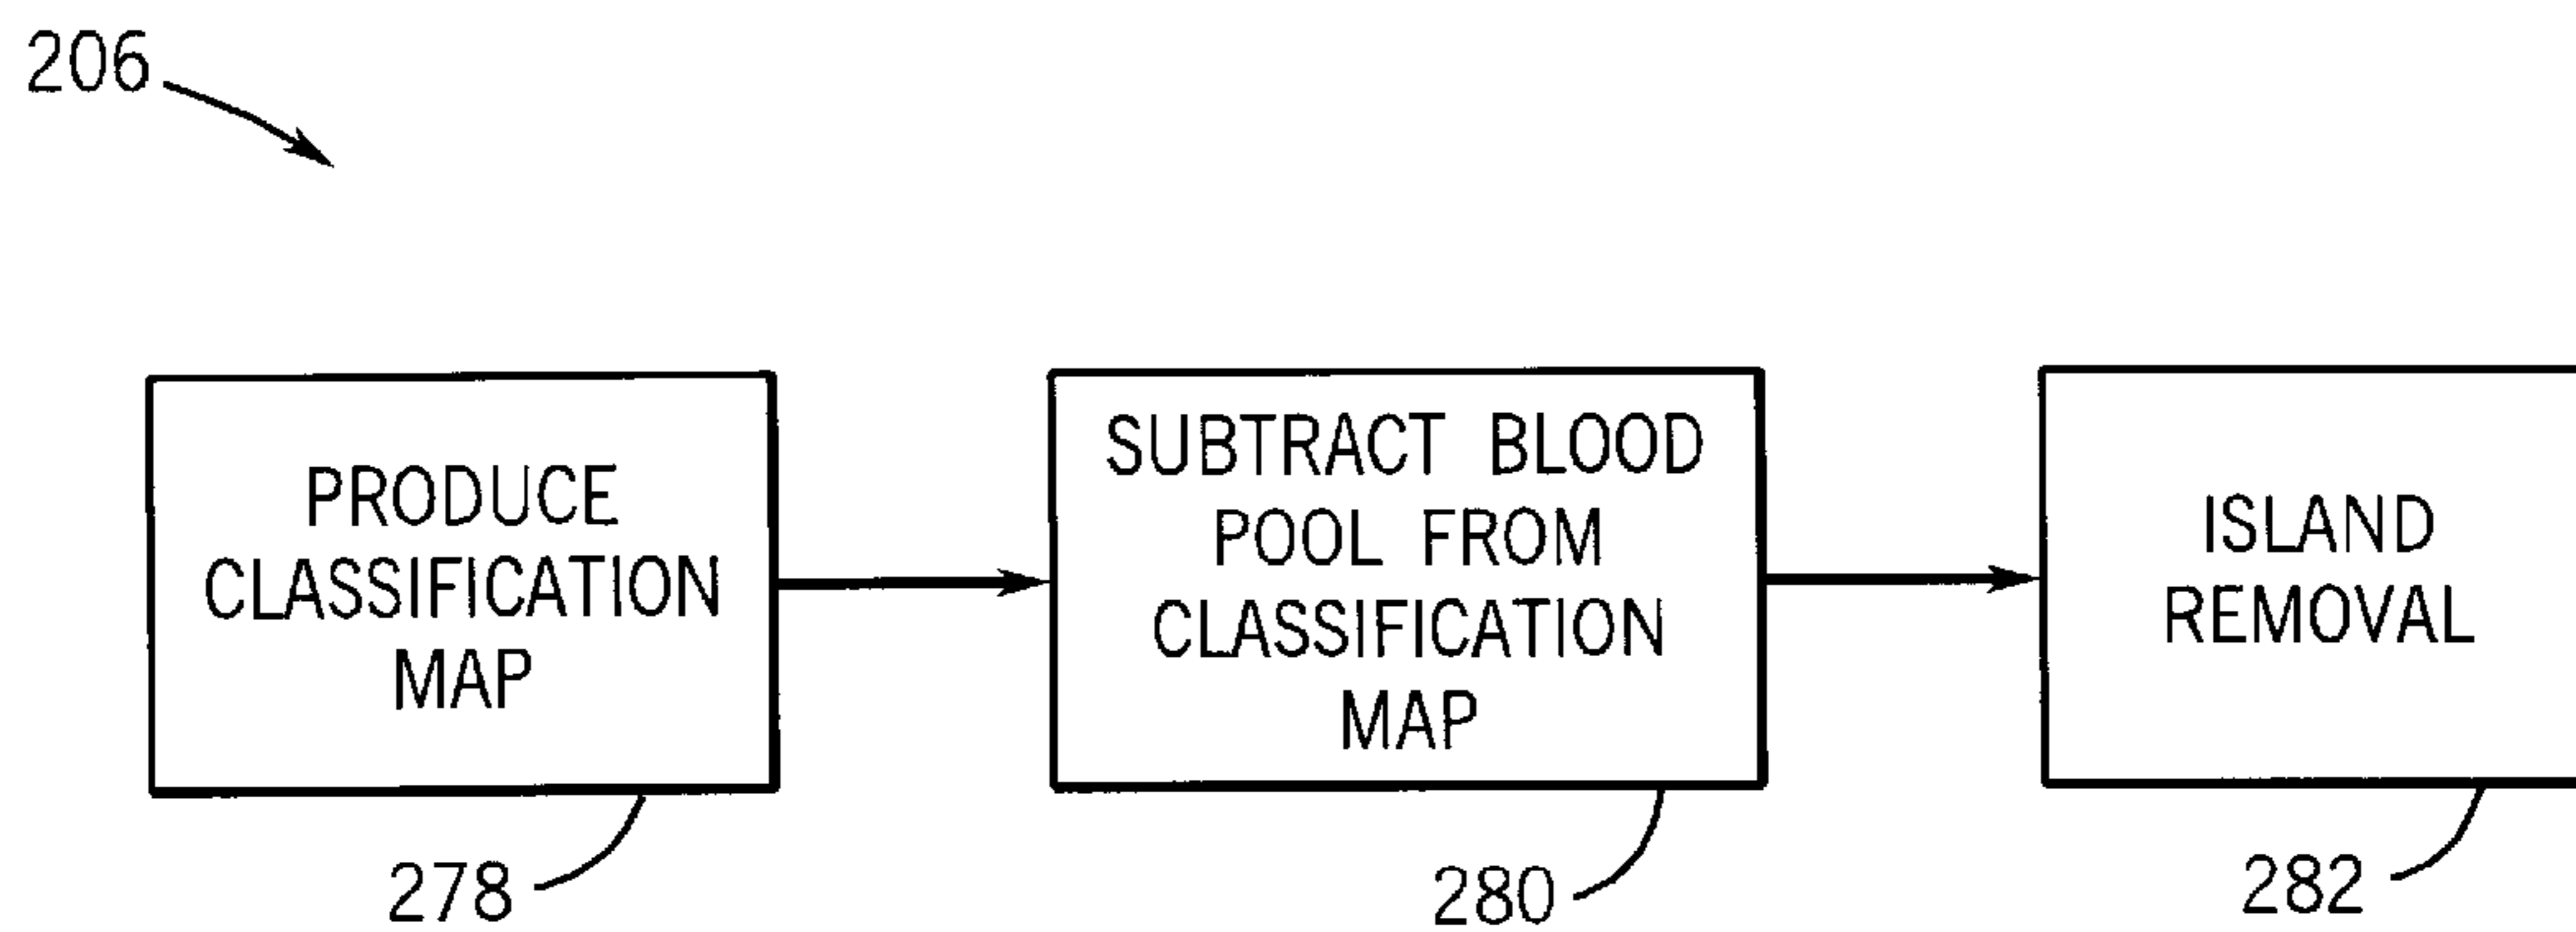 206
PRODUCE
CLASSIFICATION
MAP
278
SUBTRACT BLOOD
POOL FROM
CLASSIFICATION
MAP
280
ISLAND
REMOVAL
282